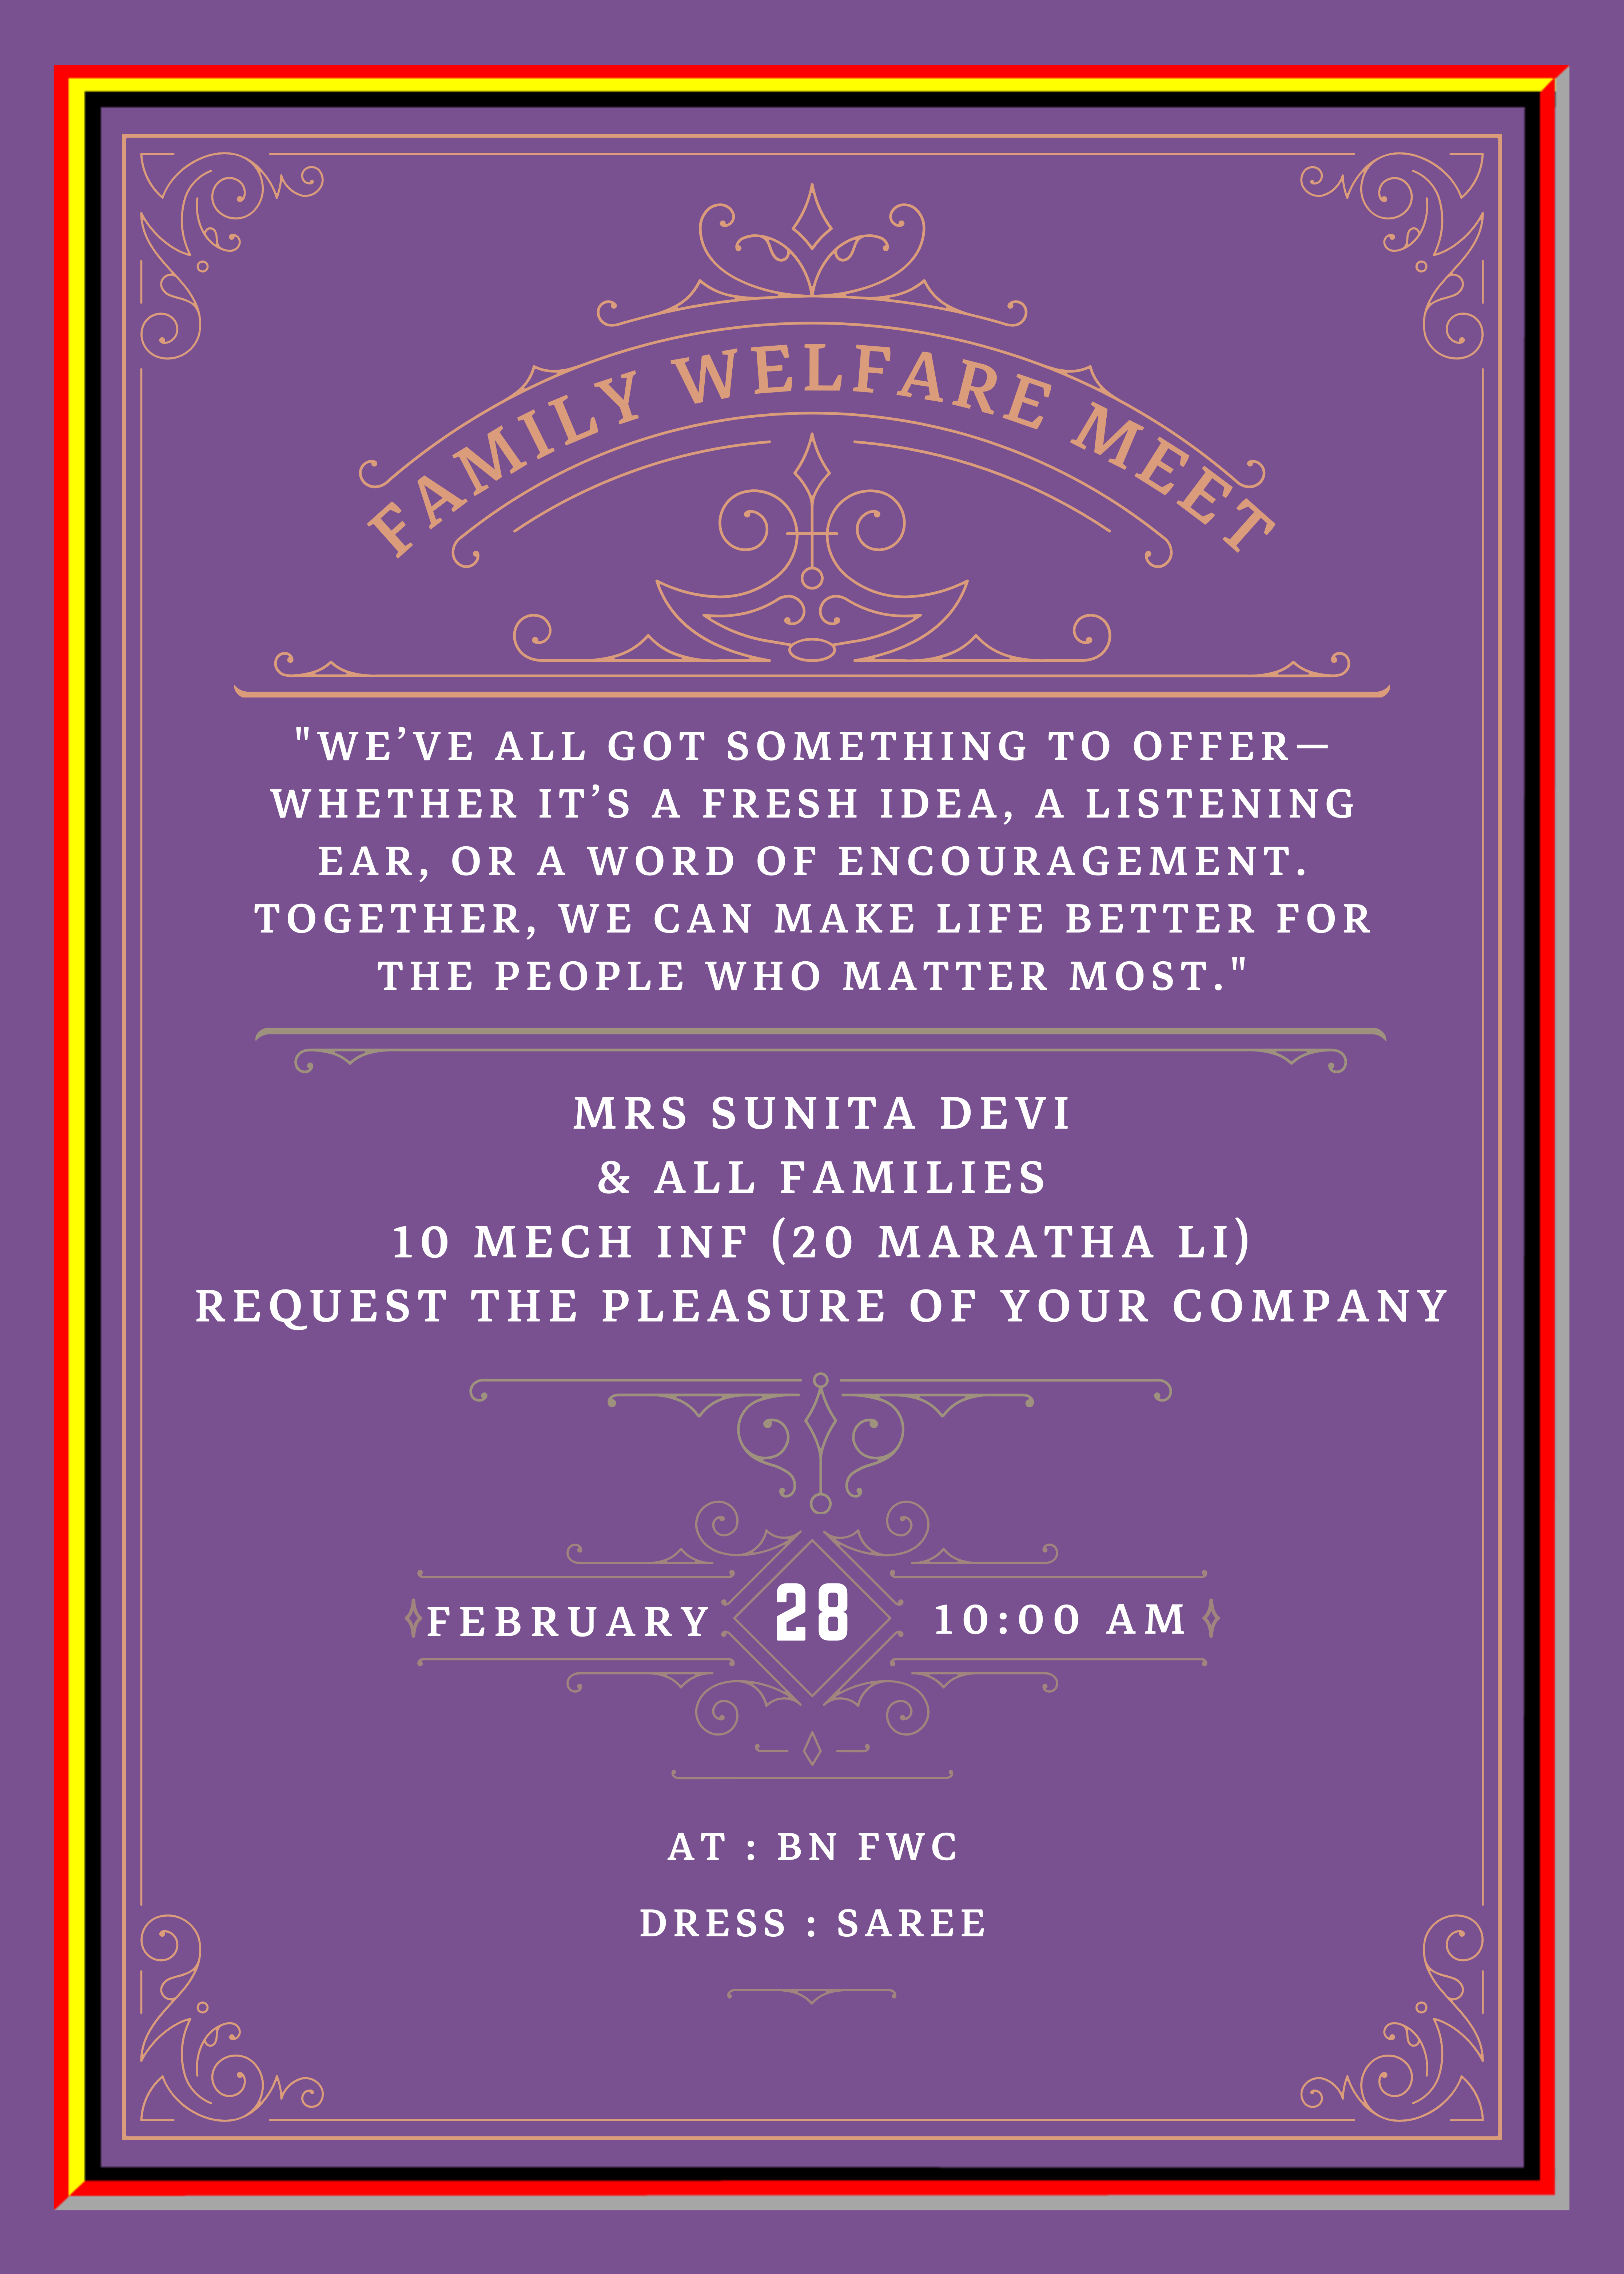 FAMILY WELFARE MEET
"WE’VE ALL GOT SOMETHING TO OFFER—
WHETHER IT’S A FRESH IDEA, A LISTENING
EAR, OR A WORD OF ENCOURAGEMENT.
TOGETHER, WE CAN MAKE LIFE BETTER FOR
THE PEOPLE WHO MATTER MOST."
MRS SUNITA DEVI
& ALL FAMILIES
10 MECH INF (20 MARATHA LI)
REQUEST THE PLEASURE OF YOUR COMPANY
FEBRUARY 28 10:00 AM
AT : BN FWC
DRESS : SAREE